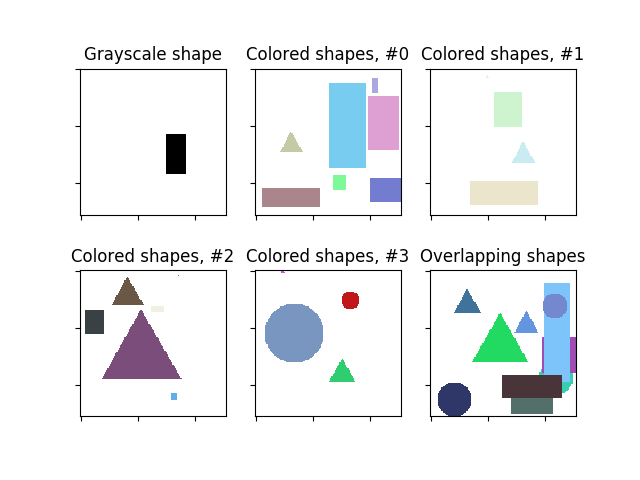 Grayscale shape
Colored shapes, #0
Colored shapes, #1
Colored shapes, #2
Colored shapes, #3
Overlapping shapes